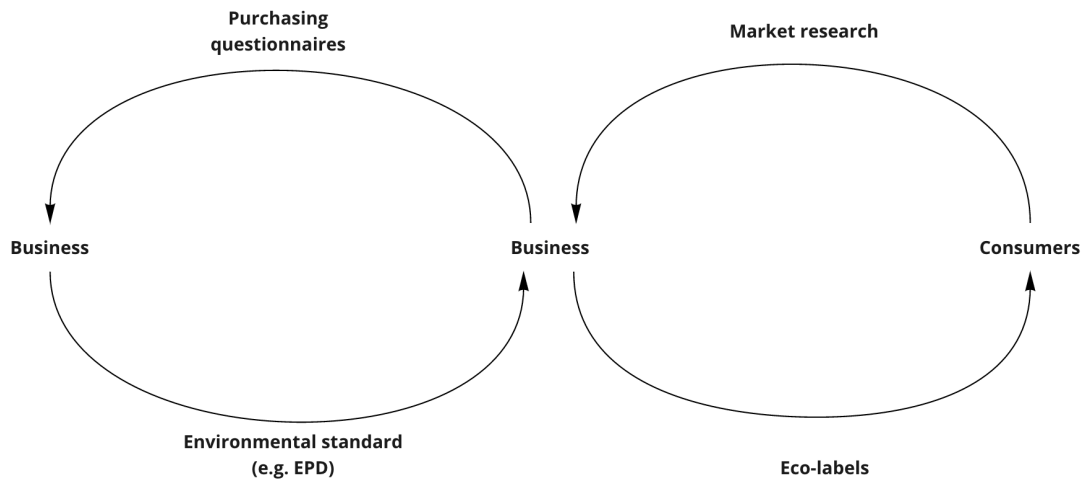 Purchasing
questionnaires
Market research
Business
Business
Consumers
Environmental standard
(e.g. EPD)
Eco-labels